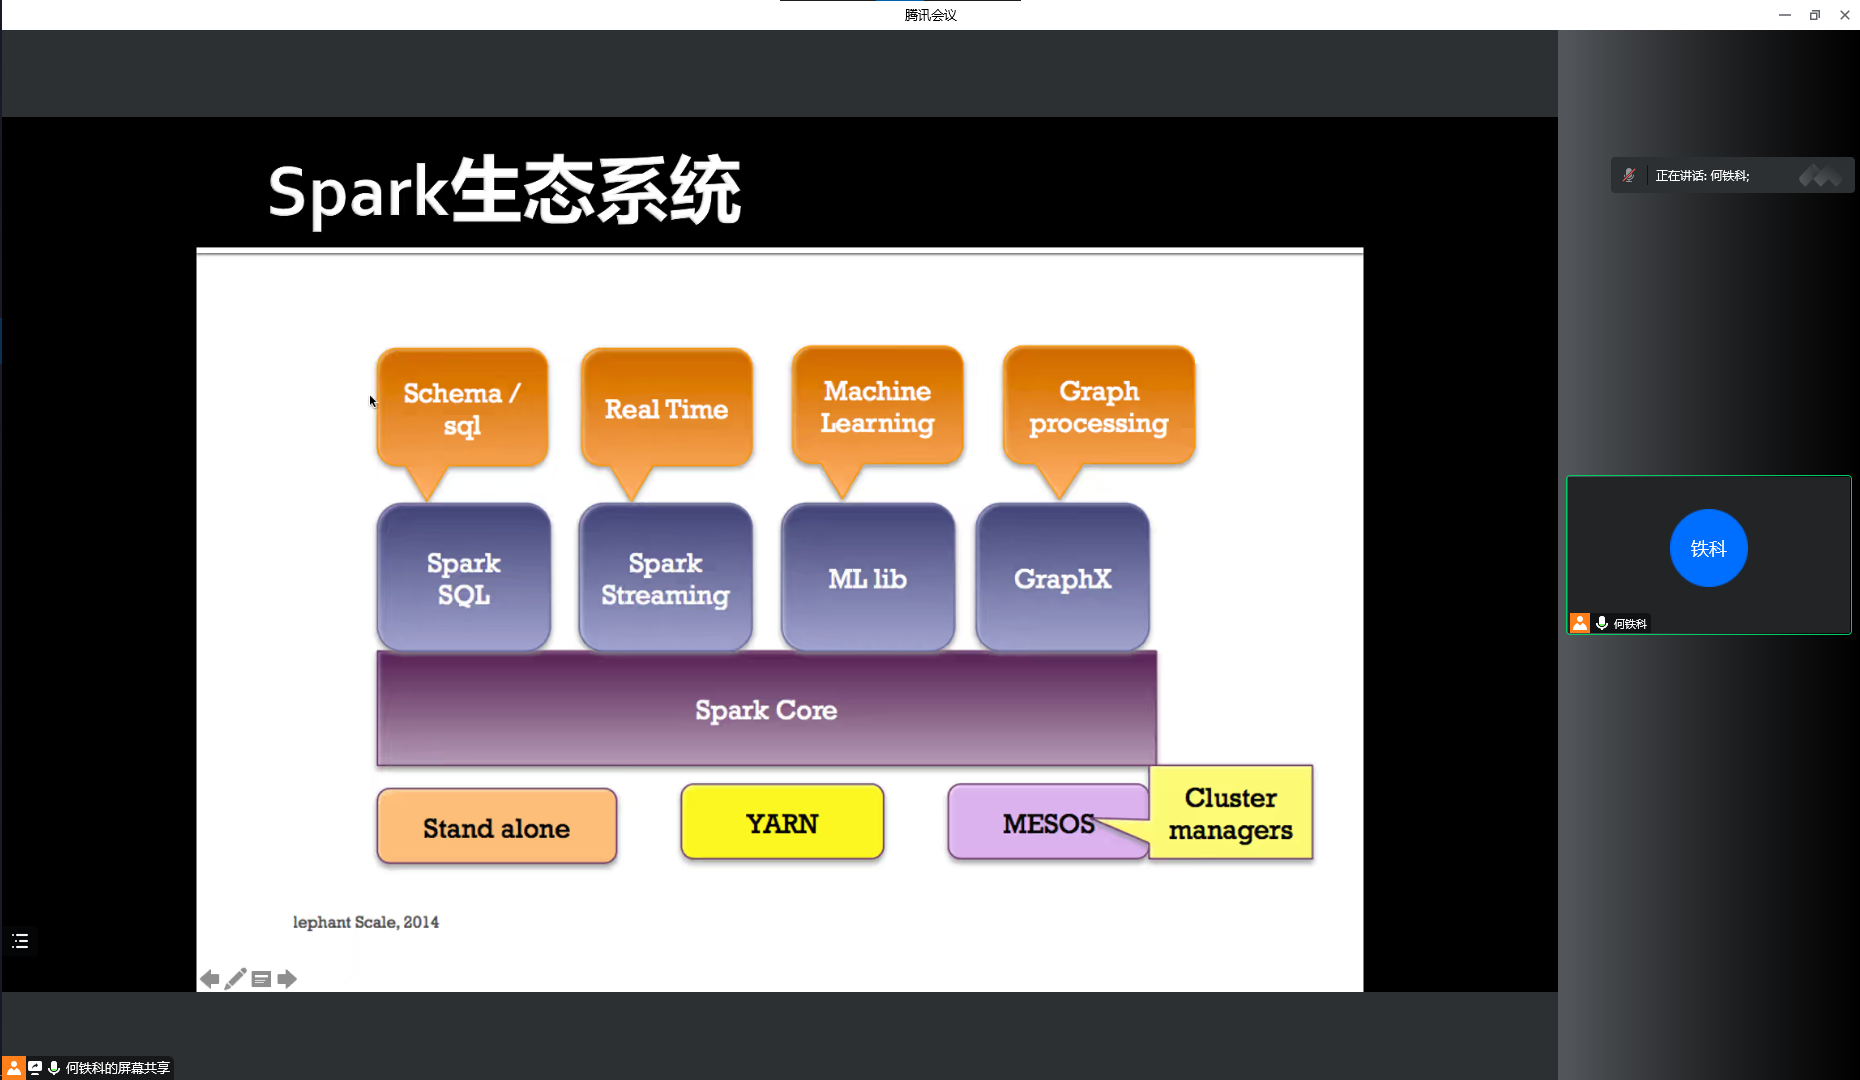 腾讯会议
Spark生态系统
正在讲话: 何铁科;
Schema /
sql
Real Time
Machine
Learning
Graph
processing
Spark
SQL
Spark
Streaming
ML lib
GraphX
Spark Core
Stand alone
YARN
MESOS
Cluster
managers
lephant Scale, 2014
铁科
何铁科
何铁科的屏幕共享